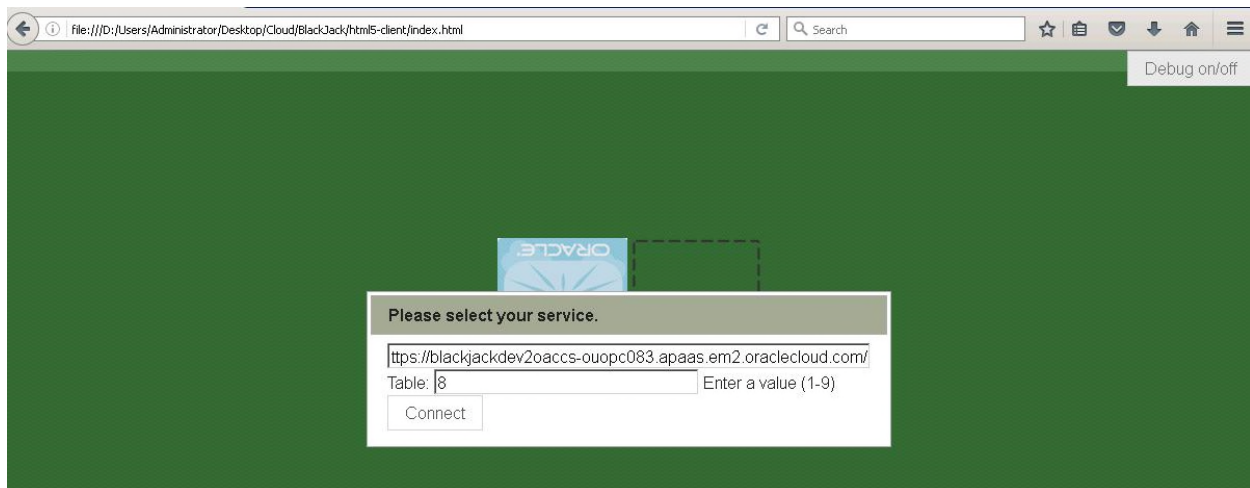 file:///D:/Users/Administrator/Desktop/Cloud/BlackJack/html5-client/index.html
Search
Debug on/off
ORACLE
Please select your service.
ttps://blackjackdev2oaccs-ouopc083.apaas.em2.oraclecloud.com/
Table: 8 Enter a value (1-9)
Connect